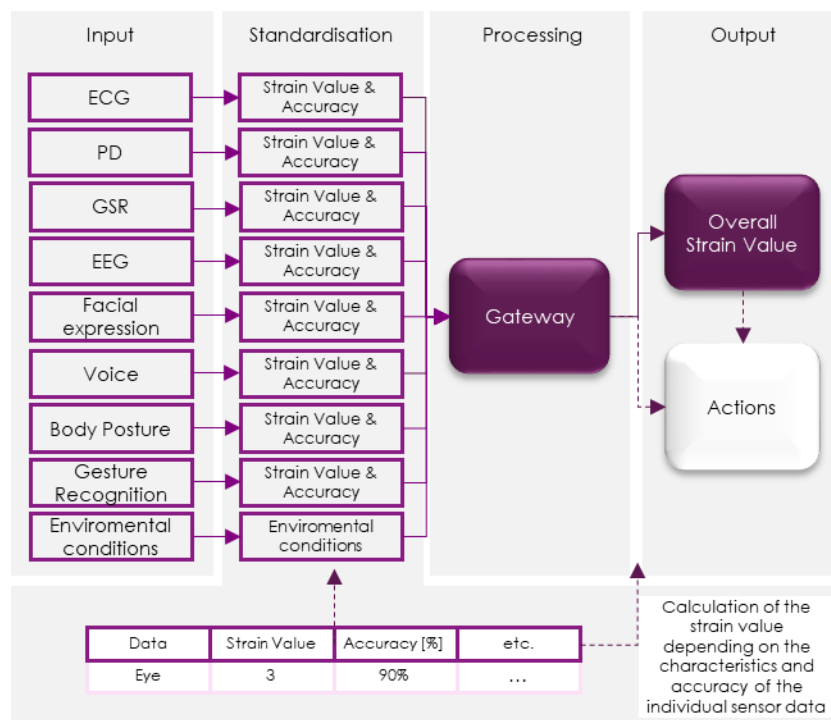 Input
Standardisation
Processing
Output
ECG
Strain Value &
Accuracy
PD
Strain Value &
Accuracy
GSR
Strain Value &
Accuracy
EEG
Strain Value &
Accuracy
Facial
expression
Strain Value &
Accuracy
Voice
Strain Value &
Accuracy
Body Posture
Strain Value &
Accuracy
Gesture
Recognition
Strain Value &
Accuracy
Enviromental
conditions
Enviromental
conditions
Gateway
Overall
Strain Value
Actions
Data Strain Value Accuracy [%] etc.
Eye 3 90% ...
Calculation of the
strain value
depending on the
characteristics and
accuracy of the
individual sensor data